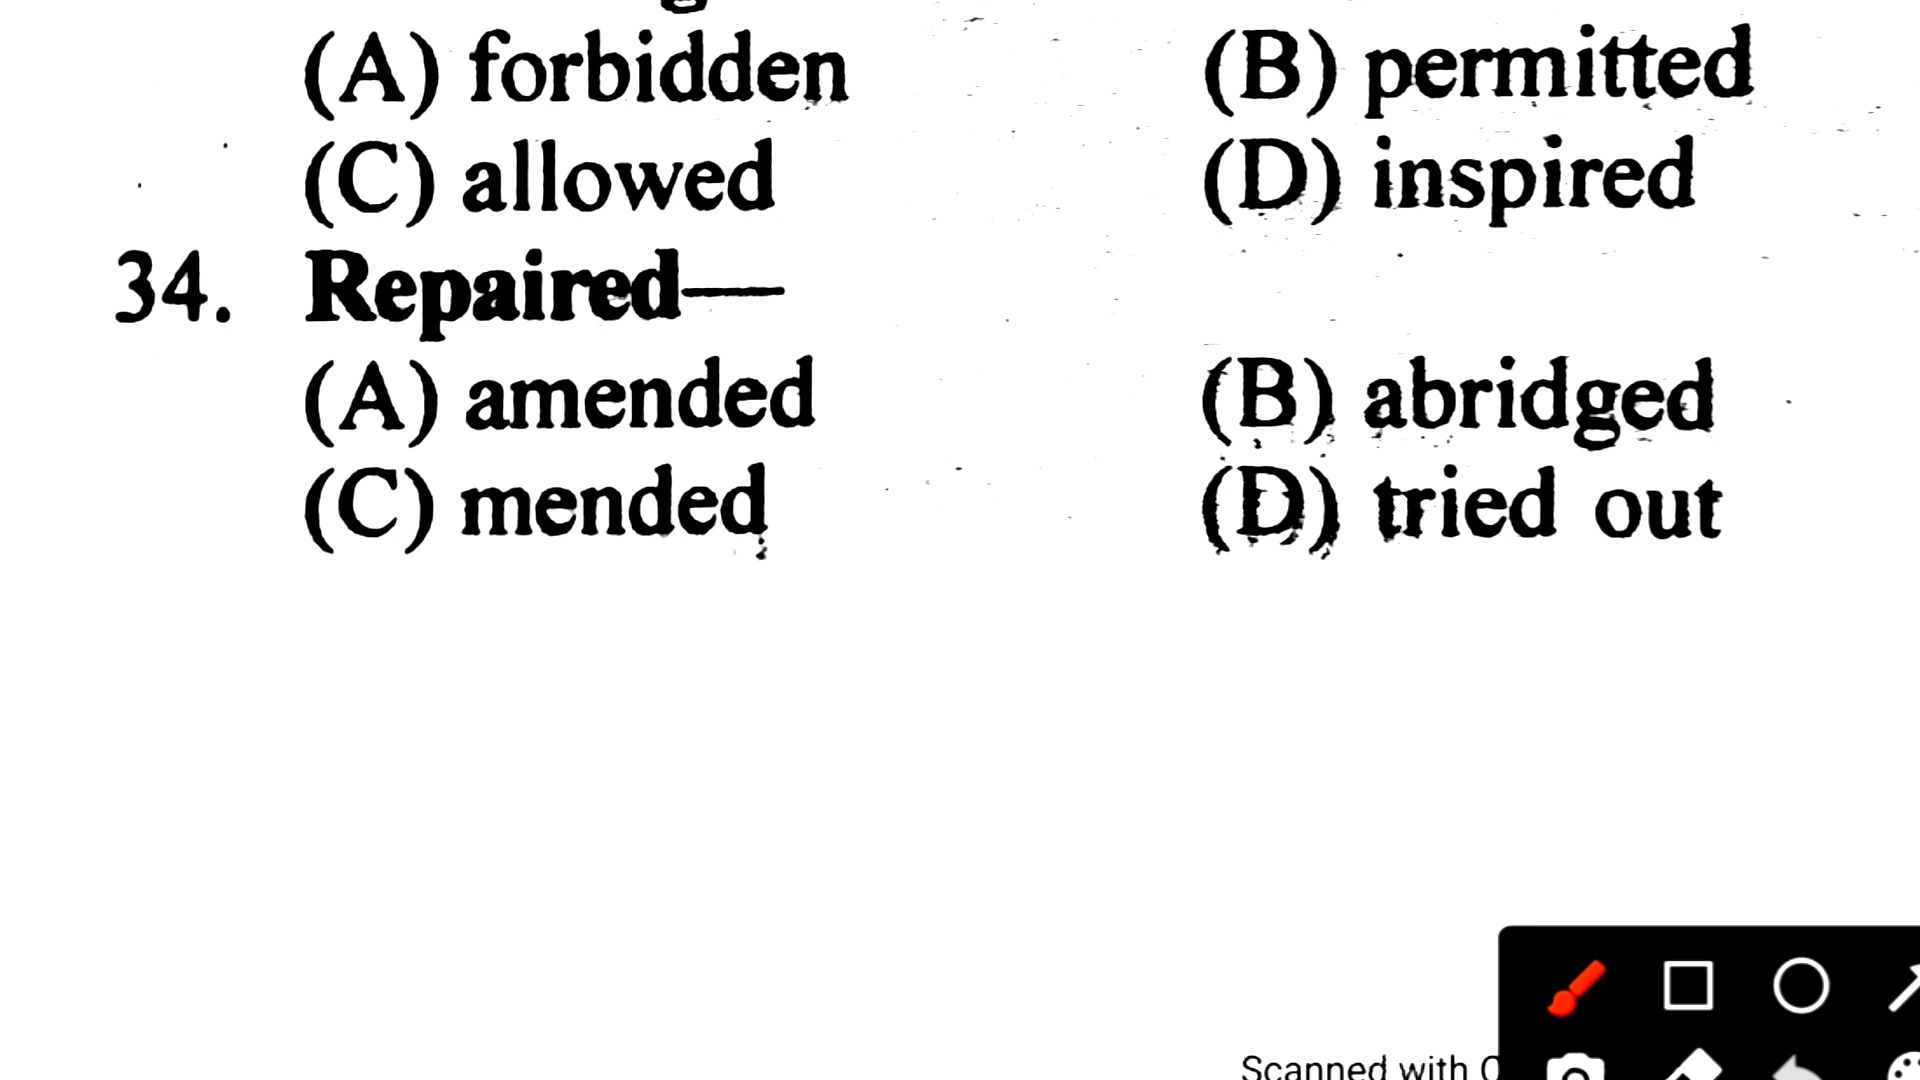 (A) forbidden (B) permitted
(C) allowed (D) inspired
34. Repaired—
(A) amended (B) abridged
(C) mended (D) tried out
Scanned with